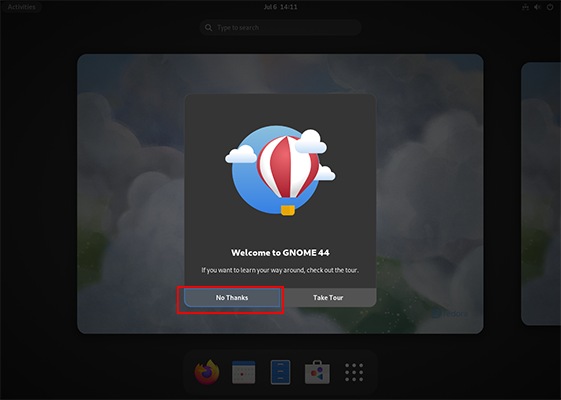 Activities
Jul 6 14:11
Type to search
Welcome to GNOME 44
If you want to learn your way around, check out the tour.
No Thanks
Take Tour